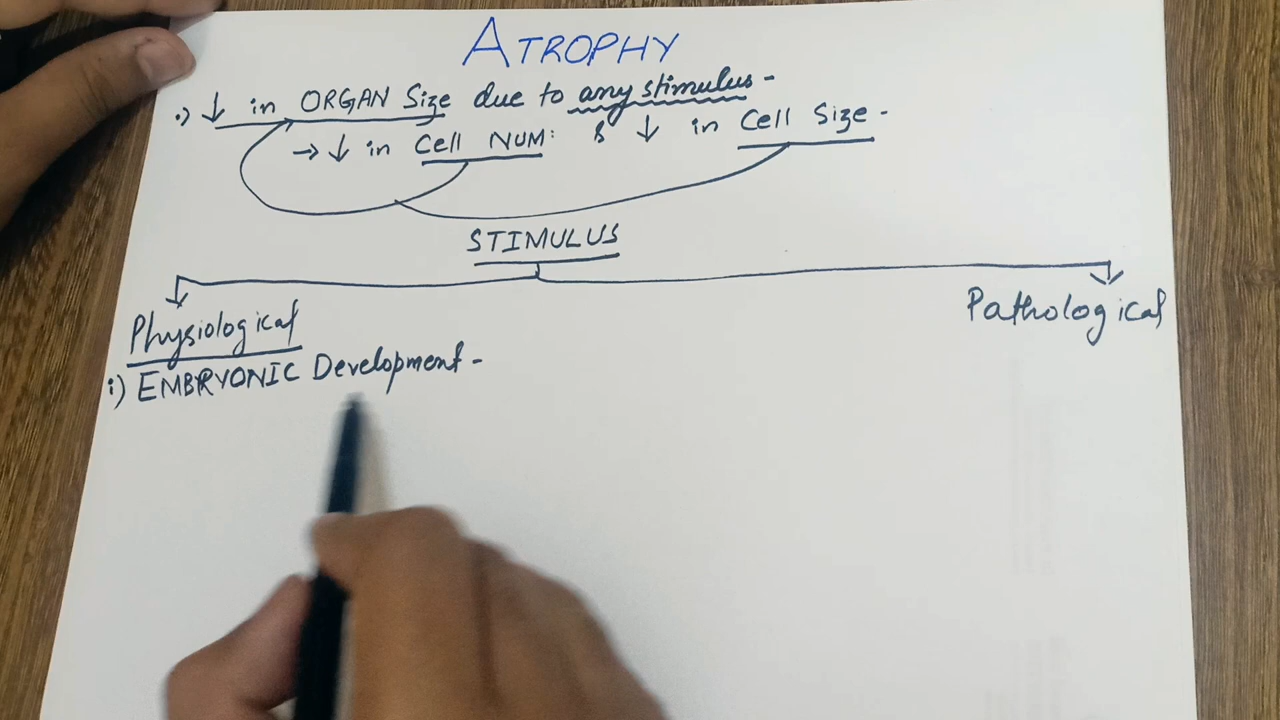 ATROPHY
.) ↓ in ORGAN Size due to any stimulus -
→ ↓ in Cell NUM: & ↓ in Cell Size -
STIMULUS
Physiological
Pathological
i) EMBRYONIC Development -